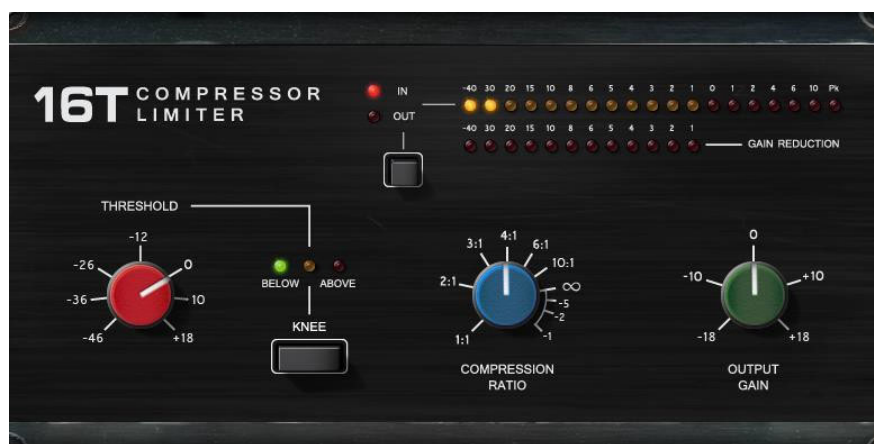 16T COMPRESSOR
LIMITER
IN
OUT
-40 30 20 15 10 8 6 5 4 3 2 1 0 1 2 4 6 10 Pk
-40 30 20 15 10 8 6 5 4 3 2 1
GAIN REDUCTION
THRESHOLD
-12
-26 0
-36 10
-46 +18
BELOW ABOVE
KNEE
4:1
3:1 6:1
10:1
2:1 ∞
-5
-2
1:1 -1
COMPRESSION
RATIO
0
-10 +10
-18 +18
OUTPUT
GAIN